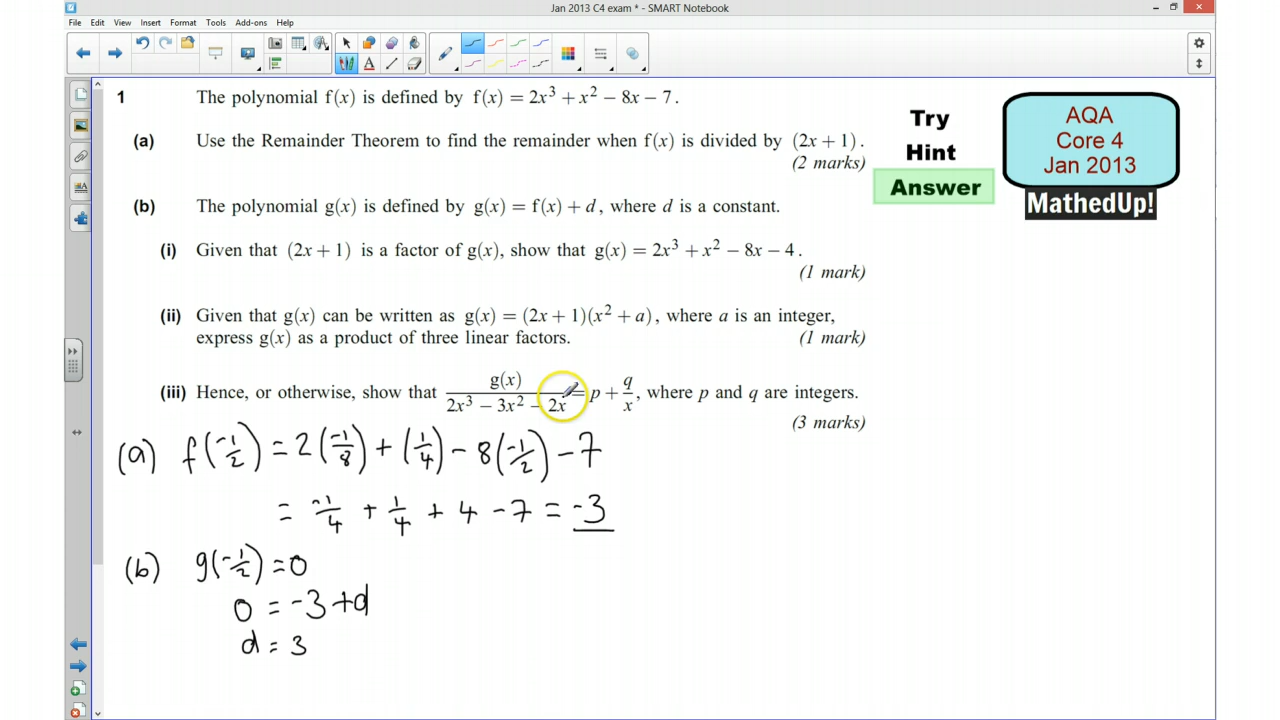 Jan 2013 C4 exam * - SMART Notebook
File Edit View Insert Format Tools Add-ons Help
1 The polynomial f(x) is defined by f(x) = 2x³ + x² − 8x − 7.
(a) Use the Remainder Theorem to find the remainder when f(x) is divided by (2x + 1).
(2 marks)
(b) The polynomial g(x) is defined by g(x) = f(x) + d, where d is a constant.
(i) Given that (2x + 1) is a factor of g(x), show that g(x) = 2x³ + x² − 8x − 4.
(1 mark)
(ii) Given that g(x) can be written as g(x) = (2x + 1)(x² + a), where a is an integer,
express g(x) as a product of three linear factors. (1 mark)
(iii) Hence, or otherwise, show that g(x)/(2x³ − 3x² − 2x) = p + q/x, where p and q are integers.
(3 marks)
Try
Hint
Answer
AQA
Core 4
Jan 2013
MathedUp!
(a) f(-1/2) = 2(-1/8) + (1/4) − 8(-1/2) − 7
= -1/4 + 1/4 + 4 − 7 = -3
(b) g(-1/2) = 0
0 = -3 + d
d = 3